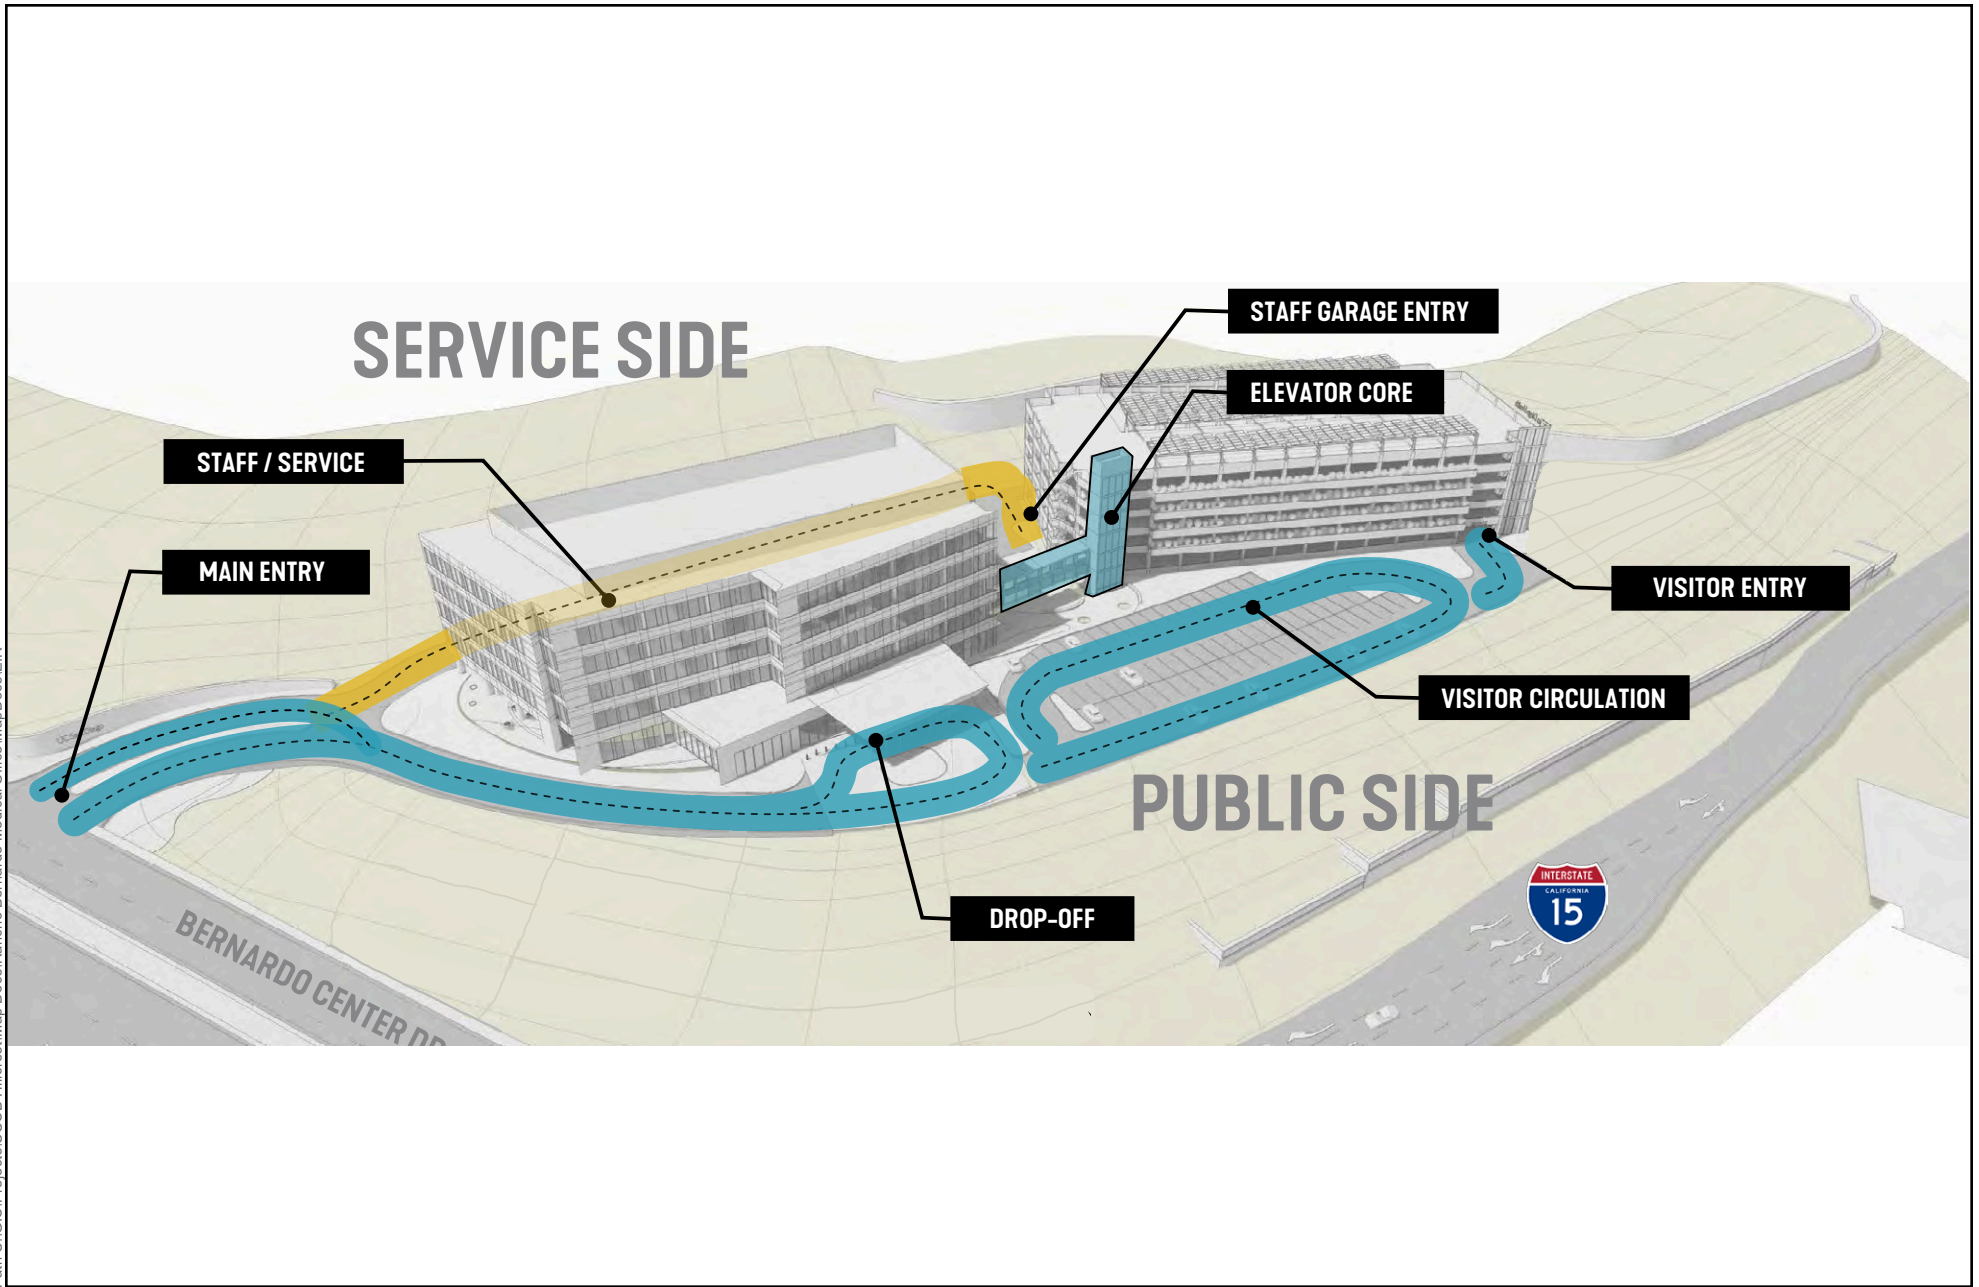 SERVICE SIDE
STAFF GARAGE ENTRY
ELEVATOR CORE
STAFF / SERVICE
MAIN ENTRY
VISITOR ENTRY
VISITOR CIRCULATION
PUBLIC SIDE
DROP-OFF
INTERSTATE
CALIFORNIA
15
BERNARDO CENTER DR